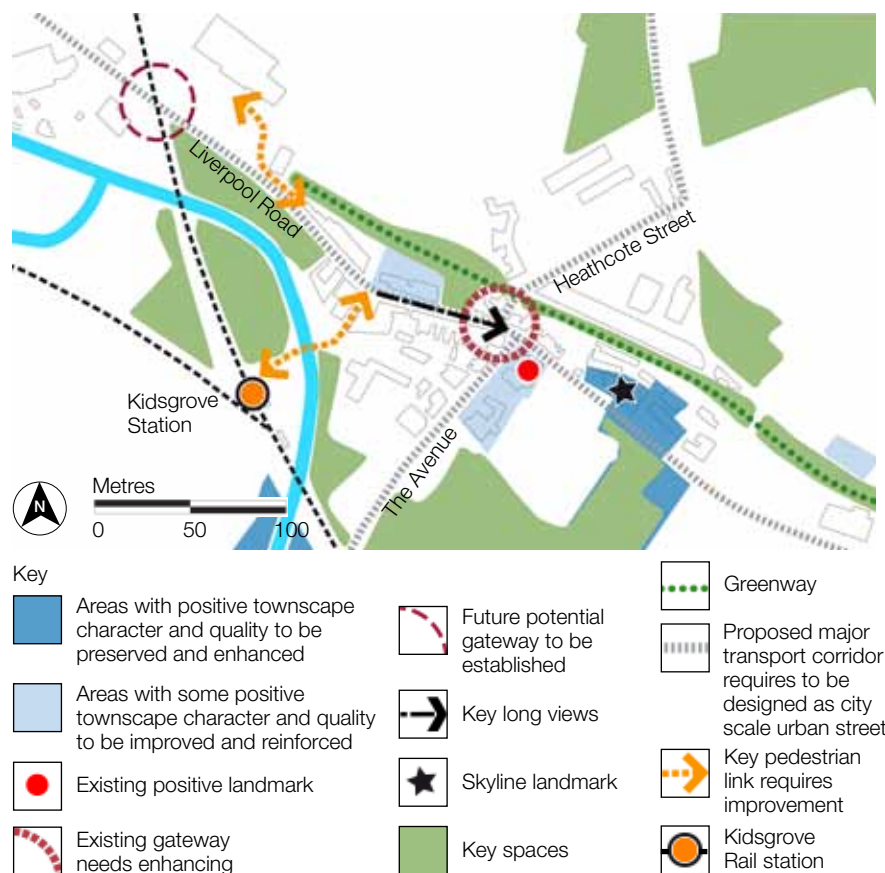 Liverpool Road
Heathcote Street
Kidsgrove
Station
The Avenue
N
Metres
0 50 100
Key
Areas with positive townscape
character and quality to be
preserved and enhanced
Areas with some positive
townscape character and quality
to be improved and reinforced
Existing positive landmark
Existing gateway
needs enhancing
Future potential
gateway to be
established
Key long views
Skyline landmark
Key spaces
Greenway
Proposed major
transport corridor
requires to be
designed as city
scale urban street
Key pedestrian
link requires
improvement
Kidsgrove
Rail station